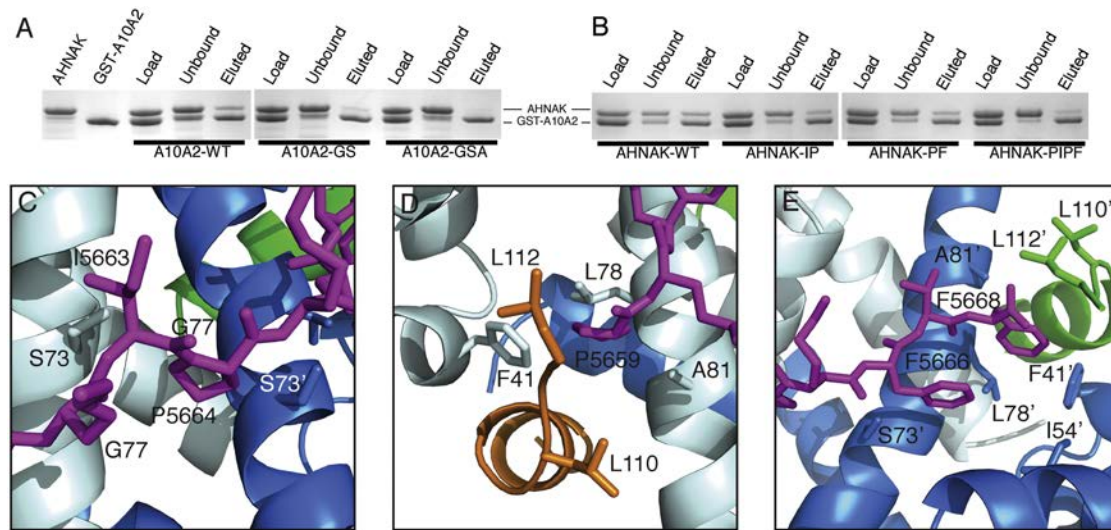 A
AHNAK
GST-A10A2
Load
Unbound
Eluted
Load
Unbound
Eluted
Load
Unbound
Eluted
A10A2-WT
A10A2-GS
A10A2-GSA
AHNAK
GST-A10A2
B
Load
Unbound
Eluted
Load
Unbound
Eluted
Load
Unbound
Eluted
Load
Unbound
Eluted
AHNAK-WT
AHNAK-IP
AHNAK-PF
AHNAK-PIPF
C
I5663
G77
S73
S73'
P5664
G77
D
L112
L78
P5659
F41
A81
L110
E
L110'
L112'
A81'
F5668
F5666
F41'
L78'
S73'
I54'